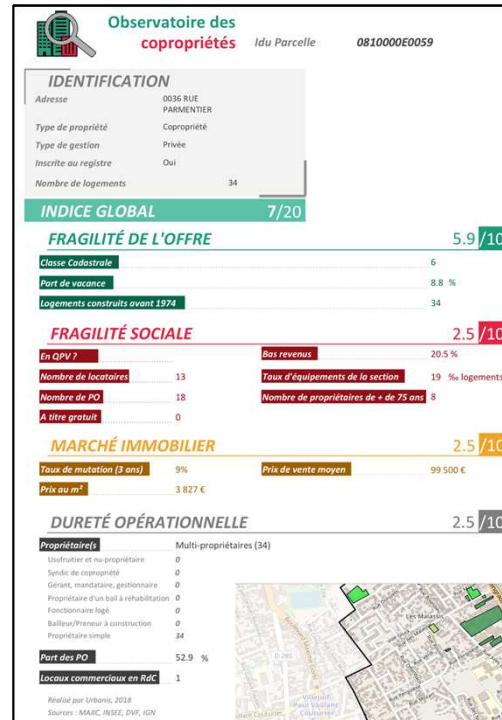 Observatoire des
copropriétés Idu Parcelle 0810000E0059
IDENTIFICATION
Adresse 0036 RUE
PARMENTIER
Type de propriété Copropriété
Type de gestion Privée
Inscrite au registre Oui
Nombre de logements 34
INDICE GLOBAL 7/20
FRAGILITÉ DE L'OFFRE 5.9 /10
Classe Cadastrale 6
Part de vacance 8.8 %
Logements construits avant 1974 34
FRAGILITÉ SOCIALE 2.5 /10
En QPV ? Bas revenus 20.5 %
Nombre de locataires 13 Taux d'équipements de la section 19 ‰ logements
Nombre de PO 18 Nombre de propriétaires de + de 75 ans 8
A titre gratuit 0
MARCHÉ IMMOBILIER 2.5 /10
Taux de mutation (3 ans) 9% Prix de vente moyen 99 500 €
Prix au m² 3 827 €
DURETÉ OPÉRATIONNELLE 2.5 /10
Propriétaire(s) Multi-propriétaires (34)
Usufruitier et nu-propriétaire 0
Syndic de copropriété 0
Gérant, mandataire, gestionnaire 0
Propriétaire d'un bail à réhabilitation 0
Fonctionnaire logé 0
Bailleur/Preneur à construction 0
Propriétaire simple 34
Part des PO 52.9 %
Locaux commerciaux en RdC 1
Les Malassis
D 28E
Villejuif
Paul Vaillant
Couturier
Réalisé par Urbanis, 2018
Sources : MAJIC, INSEE, DVF, IGN